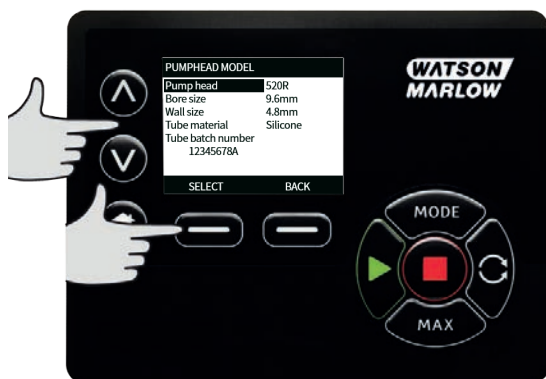 PUMPHEAD MODEL
Pump head 520R
Bore size 9.6mm
Wall size 4.8mm
Tube material Silicone
Tube batch number
12345678A
SELECT BACK
WATSON
MARLOW
MODE
MAX